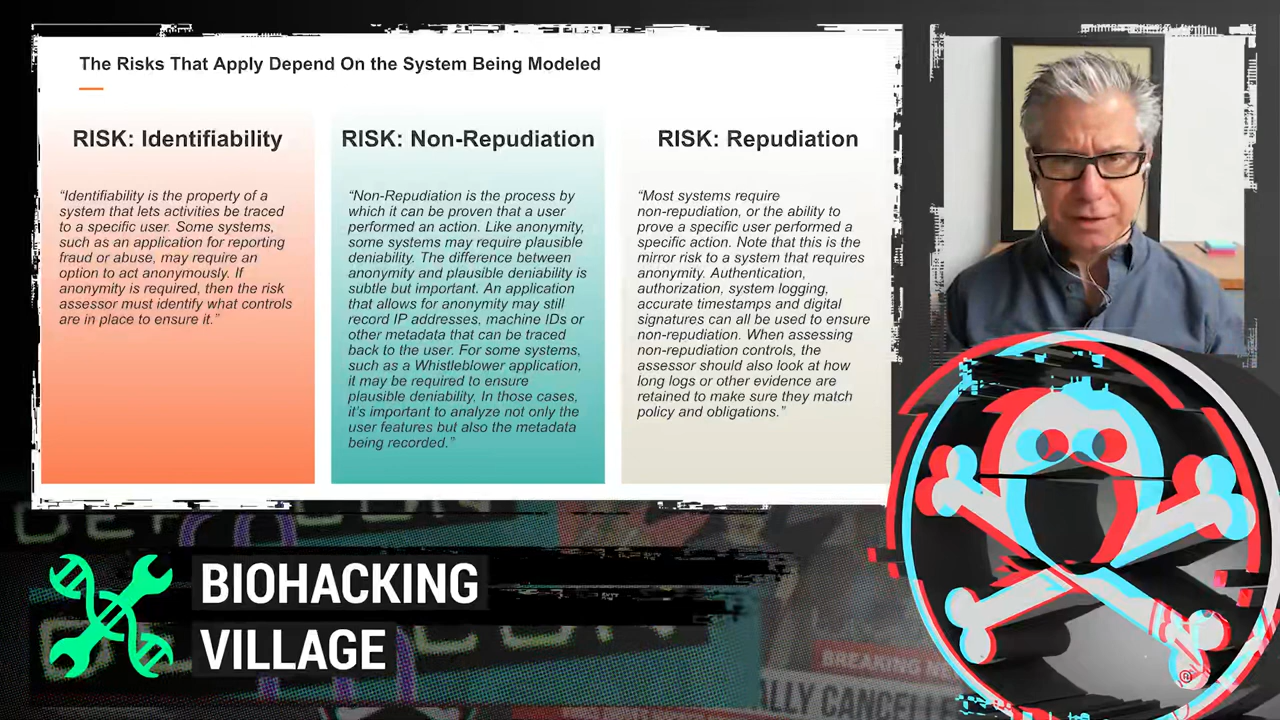 The Risks That Apply Depend On the System Being Modeled
RISK: Identifiability
“Identifiability is the property of a
system that lets activities be traced
to a specific user. Some systems,
such as an application for reporting
fraud or abuse, may require an
option to act anonymously. If
anonymity is required, then the risk
assessor must identify what controls
are in place to ensure it.”
RISK: Non-Repudiation
“Non-Repudiation is the process by
which it can be proven that a user
performed an action. Like anonymity,
some systems may require plausible
deniability. The difference between
anonymity and plausible deniability is
subtle but important. An application
that allows for anonymity may still
record IP addresses, machine IDs or
other metadata that can be traced
back to the user. For some systems,
such as a Whistleblower application,
it may be required to ensure
plausible deniability. In those cases,
it’s important to analyze not only the
user features but also the metadata
being recorded.”
RISK: Repudiation
“Most systems require
non-repudiation, or the ability to
prove a specific user performed a
specific action. Note that this is the
mirror risk to a system that requires
anonymity. Authentication,
authorization, system logging,
accurate timestamps and digital
signatures can all be used to ensure
non-repudiation. When assessing
non-repudiation controls, the
assessor should also look at how
long logs or other evidence are
retained to make sure they match
policy and obligations.”
BIOHACKING
VILLAGE
BREAKING
ALLY CANCELLE
®